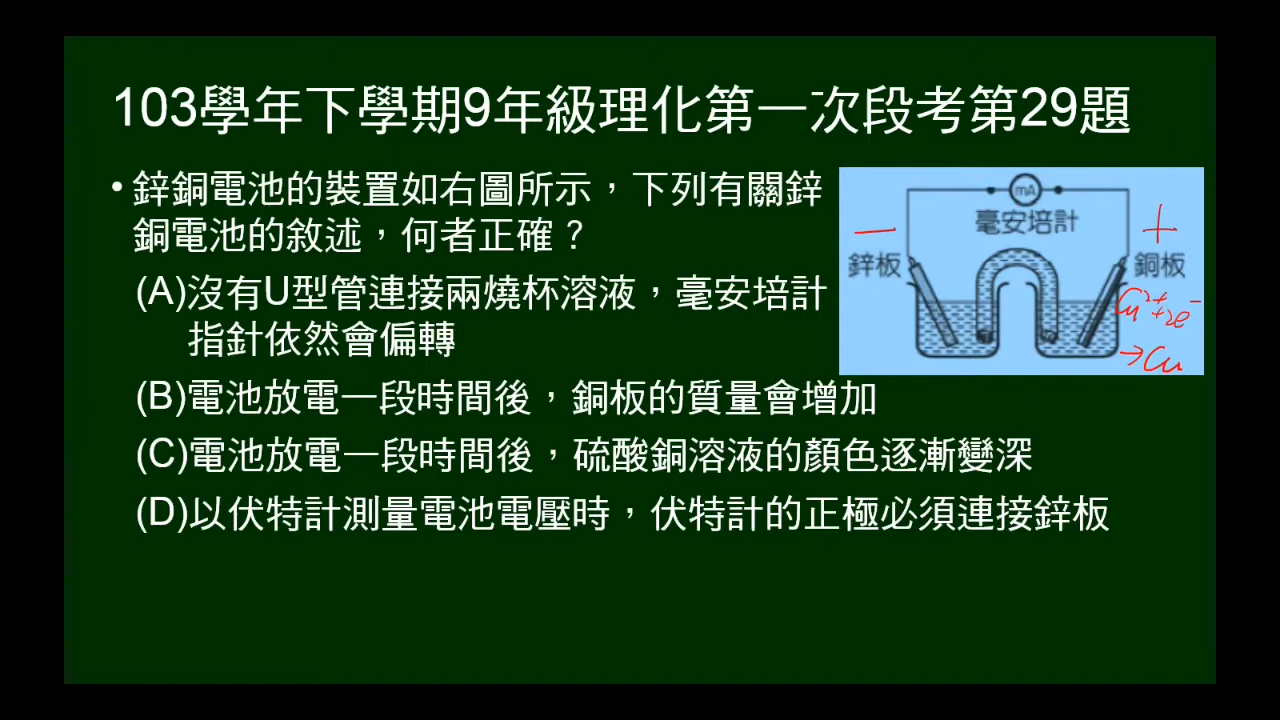 103學年下學期9年級理化第一次段考第29題
• 鋅銅電池的裝置如右圖所示，下列有關鋅
銅電池的敘述，何者正確？
(A)沒有U型管連接兩燒杯溶液，毫安培計
指針依然會偏轉
(B)電池放電一段時間後，銅板的質量會增加
(C)電池放電一段時間後，硫酸銅溶液的顏色逐漸變深
(D)以伏特計測量電池電壓時，伏特計的正極必須連接鋅板
mA
毫安培計
− +
鋅板 銅板
Cu²⁺+2e⁻
→Cu